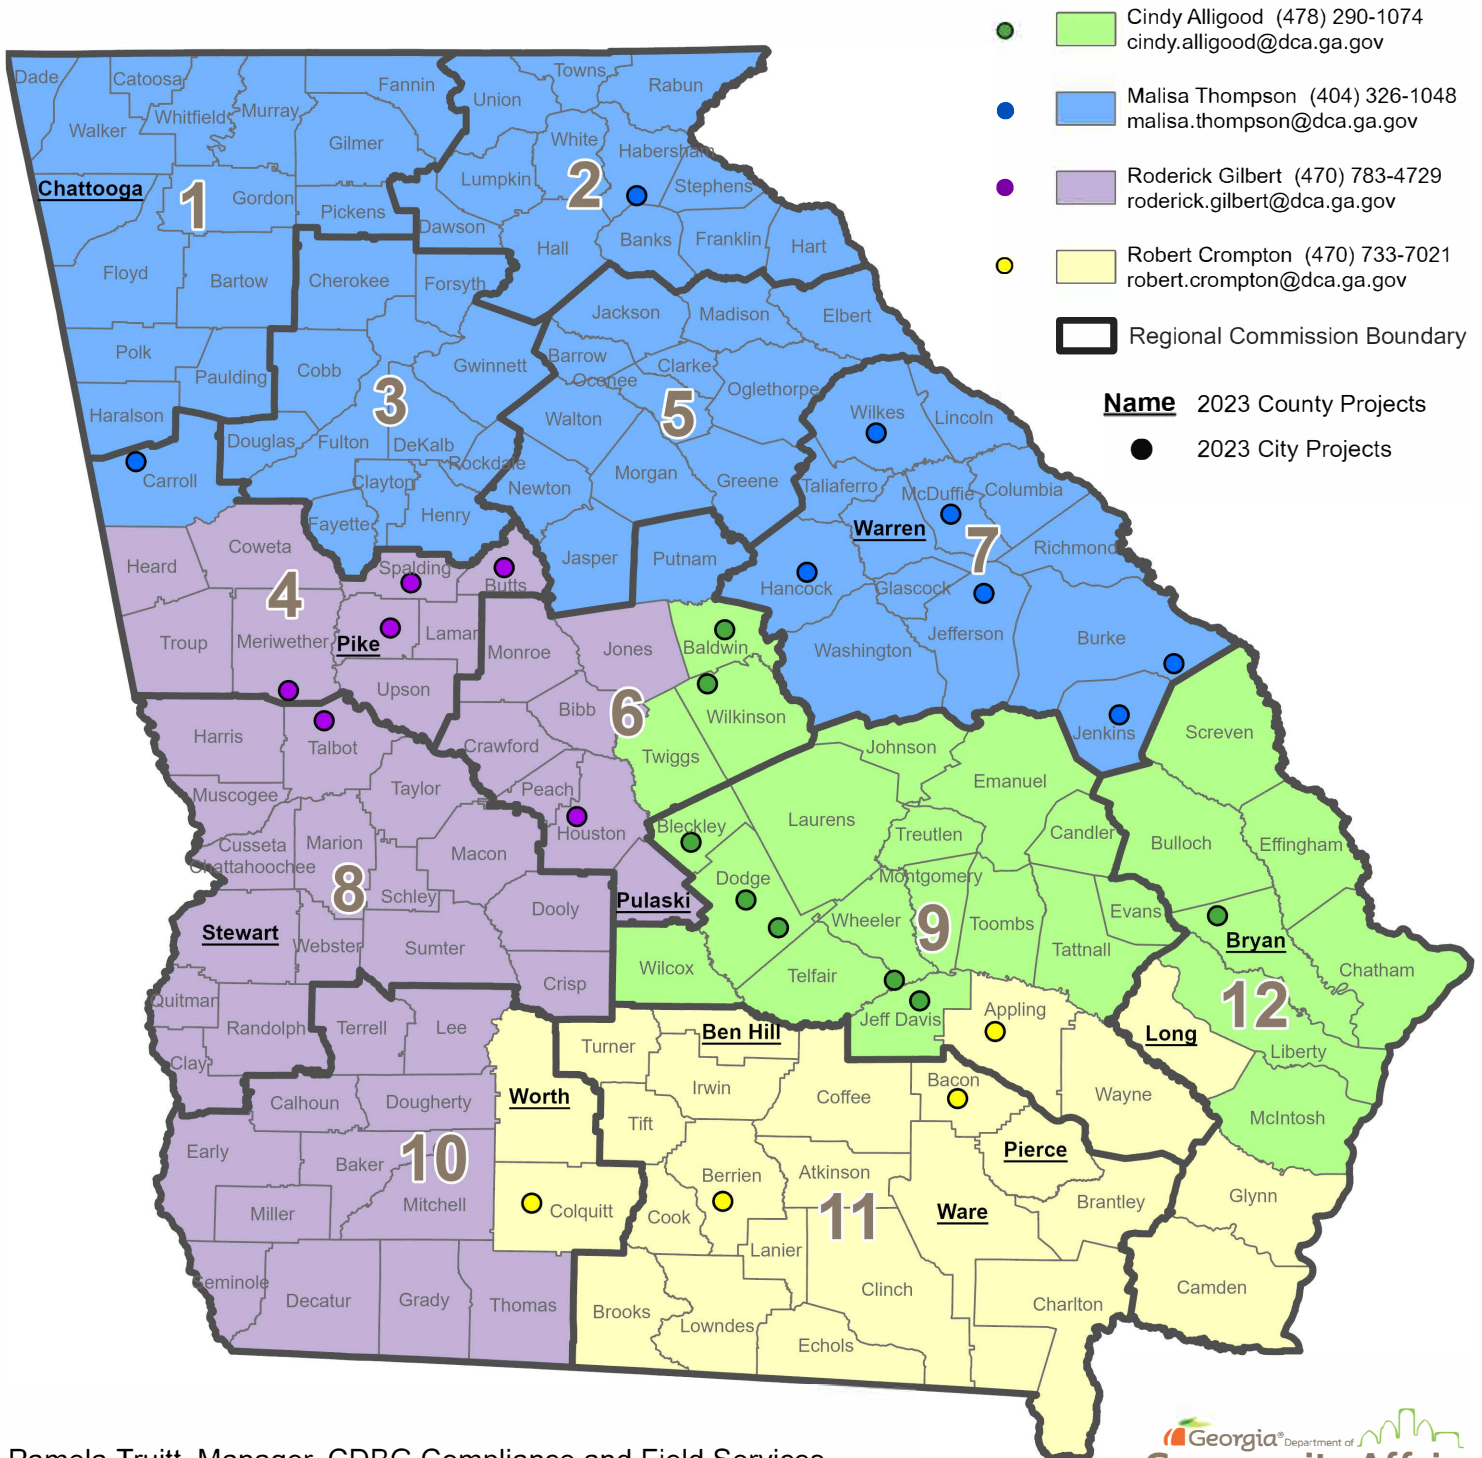 Cindy Alligood (478) 290-1074
cindy.alligood@dca.ga.gov
Malisa Thompson (404) 326-1048
malisa.thompson@dca.ga.gov
Roderick Gilbert (470) 783-4729
roderick.gilbert@dca.ga.gov
Robert Crompton (470) 733-7021
robert.crompton@dca.ga.gov
Regional Commission Boundary
Name 2023 County Projects
2023 City Projects
Dade
Catoosa
Fannin
Towns
Union
Rabun
Walker
Whitfield
Murray
Gilmer
White
Habersham
Chattooga
1
Gordon
Pickens
Lumpkin
2
Stephens
Dawson
Hall
Banks
Franklin
Hart
Floyd
Bartow
Cherokee
Forsyth
Jackson
Madison
Elbert
Polk
Paulding
Cobb
3
Gwinnett
Barrow
Oconee
Clarke
Oglethorpe
Haralson
Douglas
Fulton
DeKalb
Rockdale
Walton
5
Wilkes
Lincoln
Carroll
Clayton
Newton
Morgan
Greene
Taliaferro
McDuffie
Columbia
Fayette
Henry
Warren
7
Richmond
Heard
Coweta
Spalding
Butts
Jasper
Putnam
Hancock
Glascock
4
Troup
Meriwether
Pike
Lamar
Monroe
Jones
Baldwin
Washington
Jefferson
Burke
Upson
Bibb
6
Wilkinson
Harris
Talbot
Crawford
Twiggs
Johnson
Jenkins
Screven
Muscogee
Taylor
Peach
Houston
Bleckley
Laurens
Emanuel
Treutlen
Candler
Bulloch
Effingham
Cusseta
Chattahoochee
Marion
Macon
8
Schley
Dooly
Pulaski
Dodge
Montgomery
Wheeler
9
Toombs
Evans
Tattnall
Stewart
Webster
Sumter
Crisp
Wilcox
Telfair
Bryan
Chatham
Quitman
Randolph
Terrell
Lee
Turner
Ben Hill
Jeff Davis
Appling
Long
12
Liberty
Clay
Calhoun
Dougherty
Worth
Irwin
Coffee
Bacon
Wayne
McIntosh
Early
Baker
10
Tift
Atkinson
Pierce
Miller
Mitchell
Colquitt
Berrien
Cook
11
Ware
Brantley
Glynn
Lanier
Seminole
Decatur
Grady
Thomas
Brooks
Lowndes
Clinch
Echols
Charlton
Camden
Pamela Truitt, Manager, CDBG Compliance and Field Services
Georgia® Department of
Community Affairs